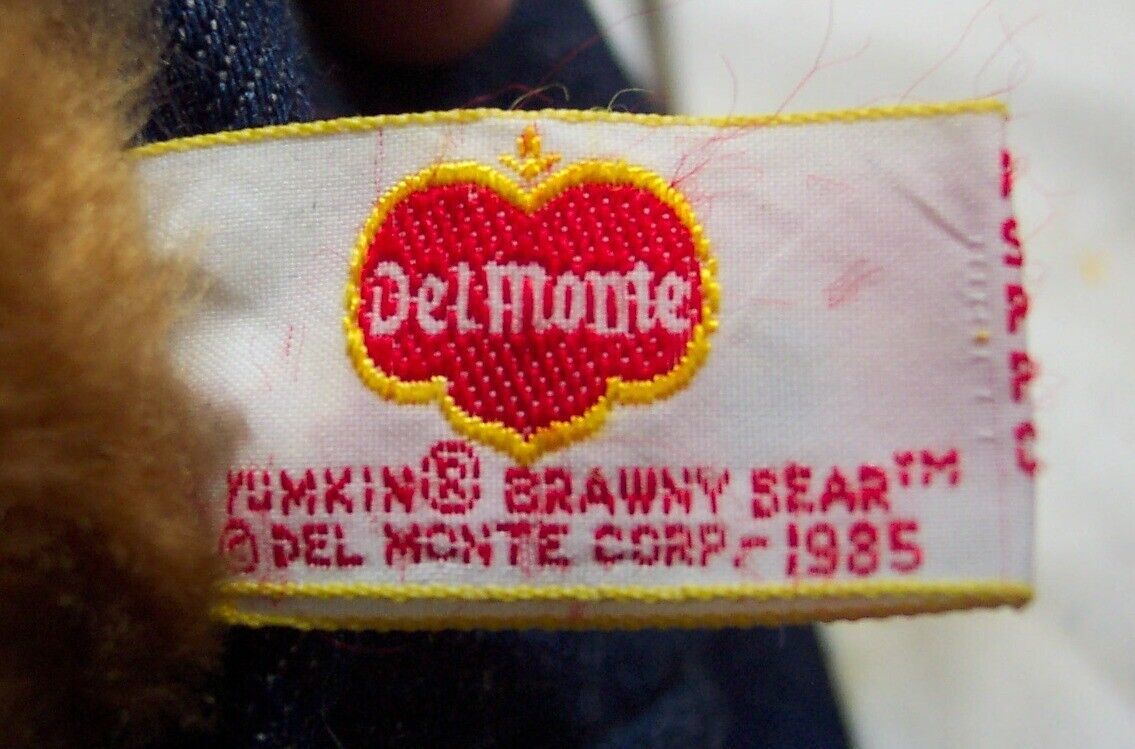 Del Monte
YUMKIN® BRAWNY BEAR™
© DEL MONTE CORP.-1985